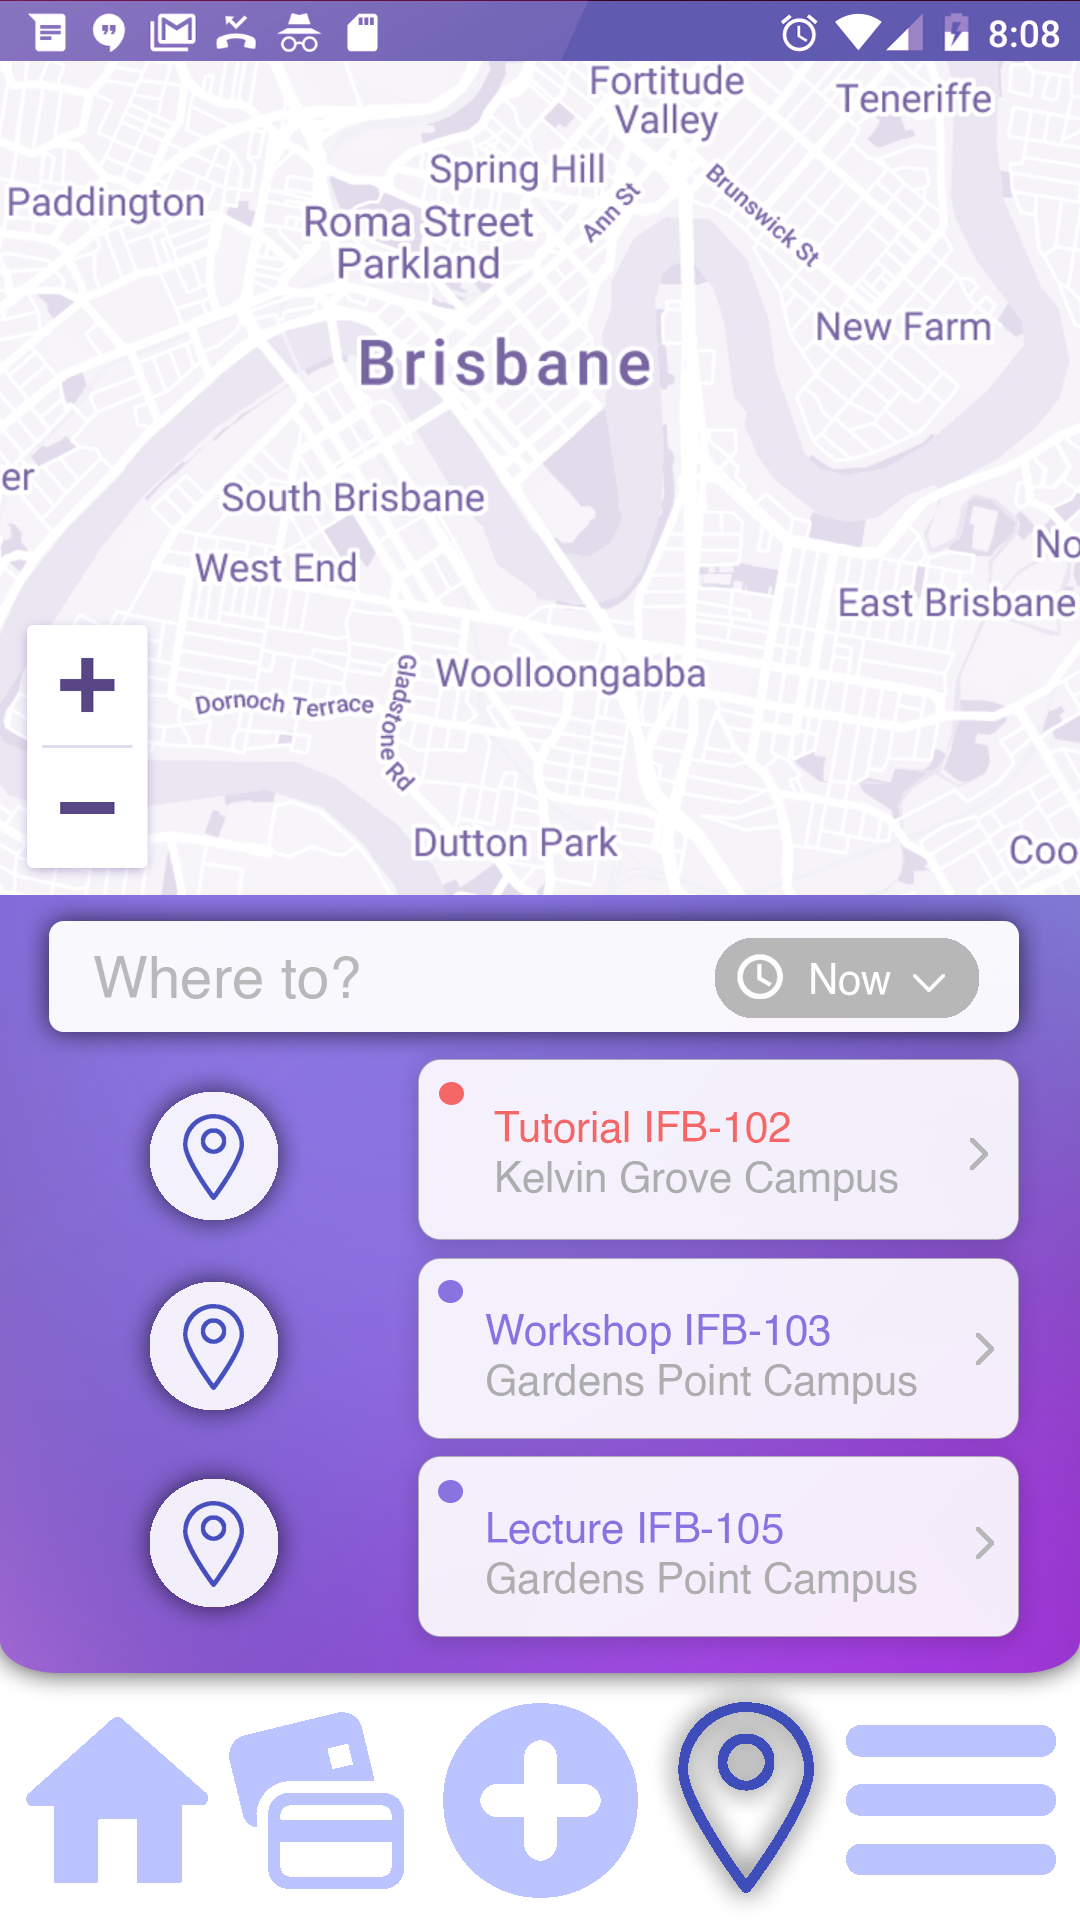 8:08
Fortitude
Valley
Teneriffe
Spring Hill
Paddington
Ann St
Brunswick St
Roma Street
Parkland
New Farm
Brisbane
er
South Brisbane
No
West End
East Brisbane
Gladstone Rd
Woolloongabba
Dornoch Terrace
Dutton Park
Coo
Where to?
Now
Tutorial IFB-102
Kelvin Grove Campus
Workshop IFB-103
Gardens Point Campus
Lecture IFB-105
Gardens Point Campus